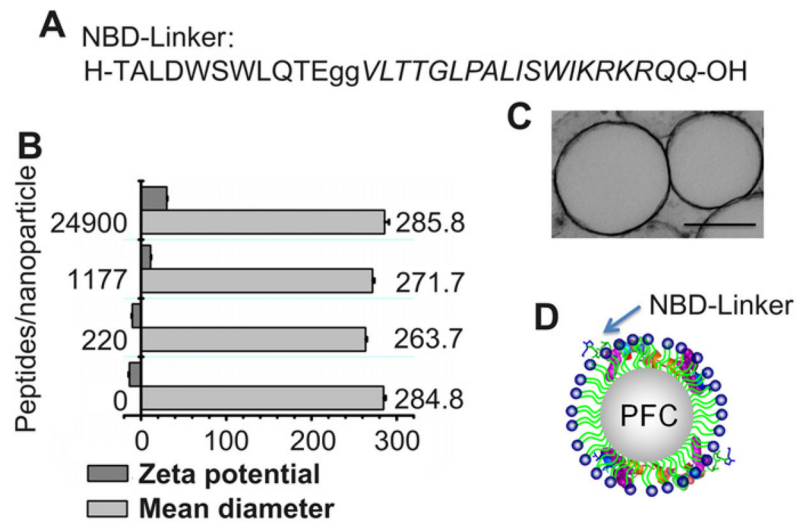 A
NBD-Linker:
H-TALDWSWLQTEggVLTTGLPALISWIKRKRQQ-OH
B
Peptides/nanoparticle
24900
285.8
1177
271.7
220
263.7
0
284.8
0 100 200 300
Zeta potential
Mean diameter
C
D
NBD-Linker
PFC